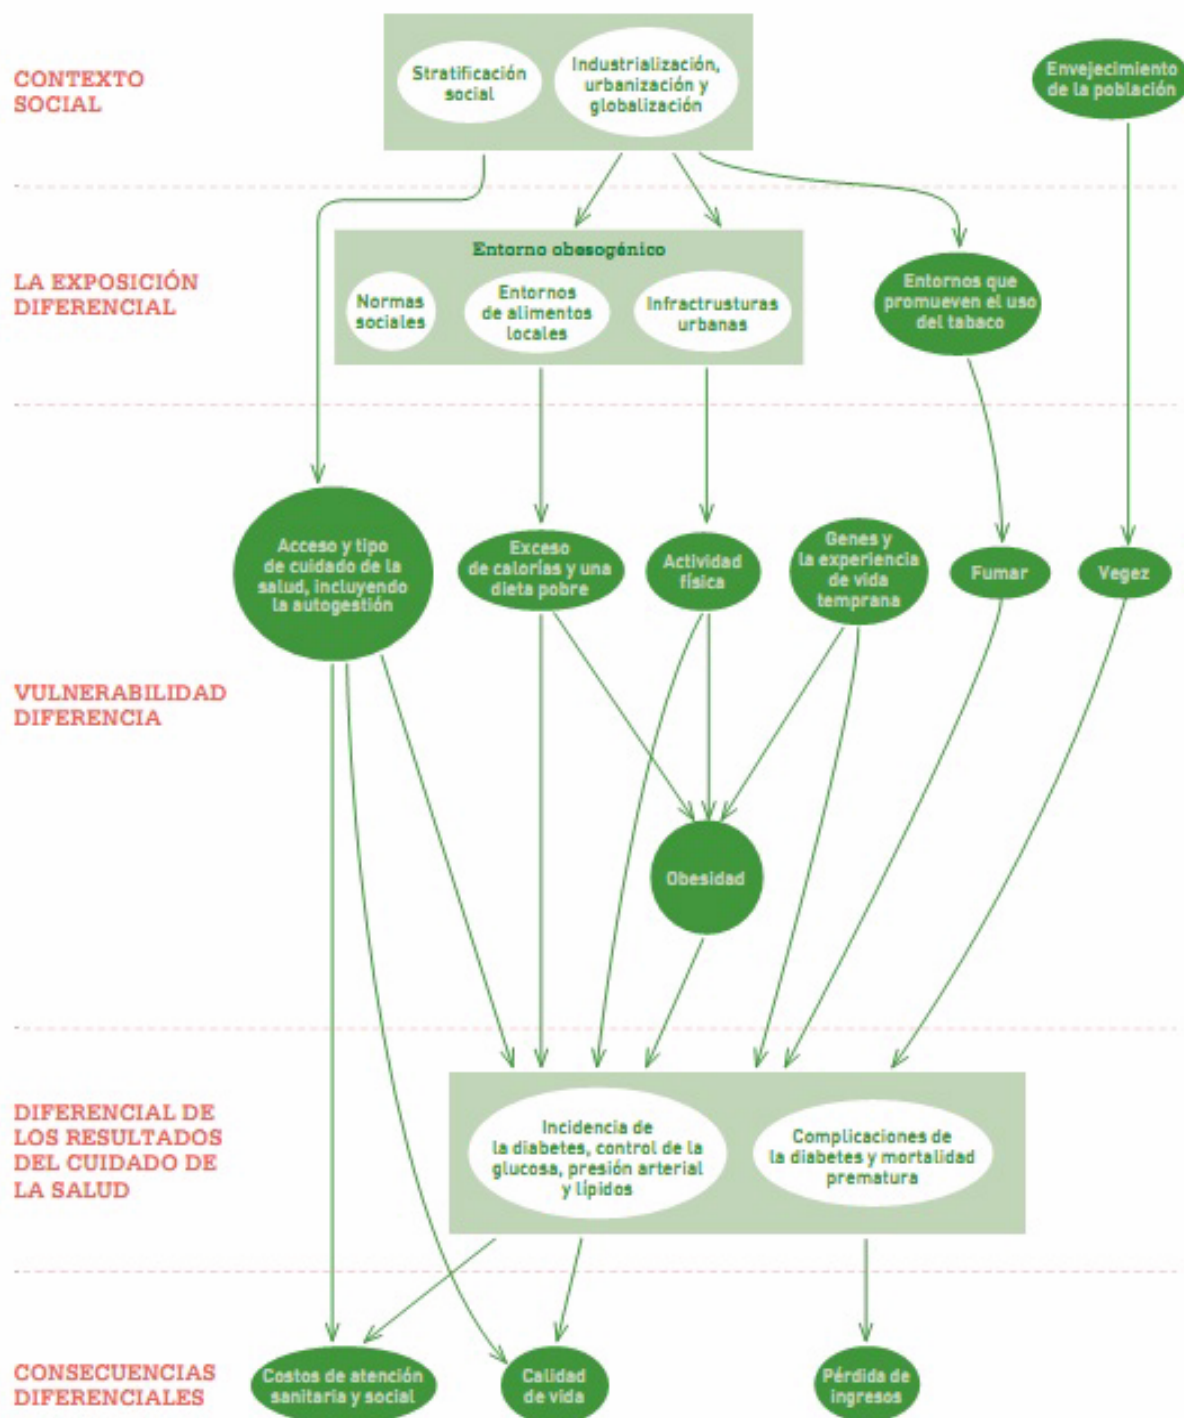 CONTEXTO
SOCIAL
Stratificación
social
Industrialización,
urbanización y
globalización
Envejecimiento
de la población
LA EXPOSICIÓN
DIFERENCIAL
Entorno obesogénico
Normas
sociales
Entornos
de alimentos
locales
Infractrusturas
urbanas
Entornos que
promueven el uso
del tabaco
VULNERABILIDAD
DIFERENCIA
Acceso y tipo
de cuidado de la
salud, incluyendo
la autogestión
Exceso
de calorías y una
dieta pobre
Actividad
física
Genes y
la experiencia
de vida
temprana
Fumar
Vegez
Obesidad
DIFERENCIAL DE
LOS RESULTADOS
DEL CUIDADO DE
LA SALUD
Incidencia de
la diabetes, control de la
glucosa, presión arterial
y lípidos
Complicaciones de
la diabetes y mortalidad
prematura
CONSECUENCIAS
DIFERENCIALES
Costos de atención
sanitaria y social
Calidad
de vida
Pérdida de
ingresos